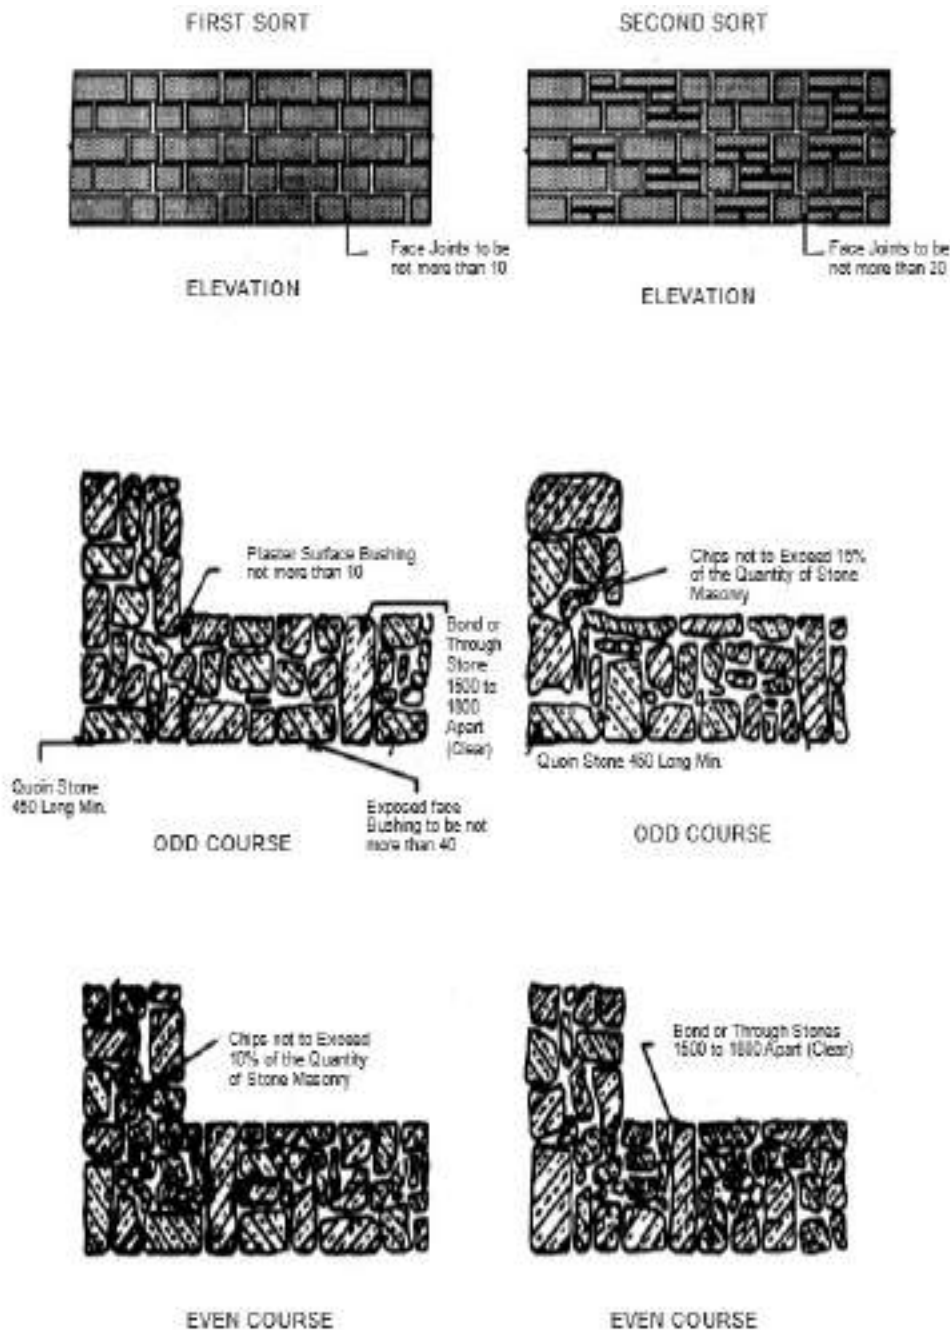 FIRST SORT
SECOND SORT
Face Joints to be
not more than 10
Face Joints to be
not more than 20
ELEVATION
ELEVATION
Plaster Surface Bushing
not more than 10
Bond or
Through
Stone
1500 to
1800
Apart
(Clear)
Chips not to Exceed 15%
of the Quantity of Stone
Masonry
Quoin Stone
450 Long Min.
Exposed face
Bushing to be not
more than 40
Quoin Stone 450 Long Min.
ODD COURSE
ODD COURSE
Chips not to Exceed
10% of the Quantity
of Stone Masonry
Bond or Through Stones
1500 to 1800 Apart (Clear)
EVEN COURSE
EVEN COURSE